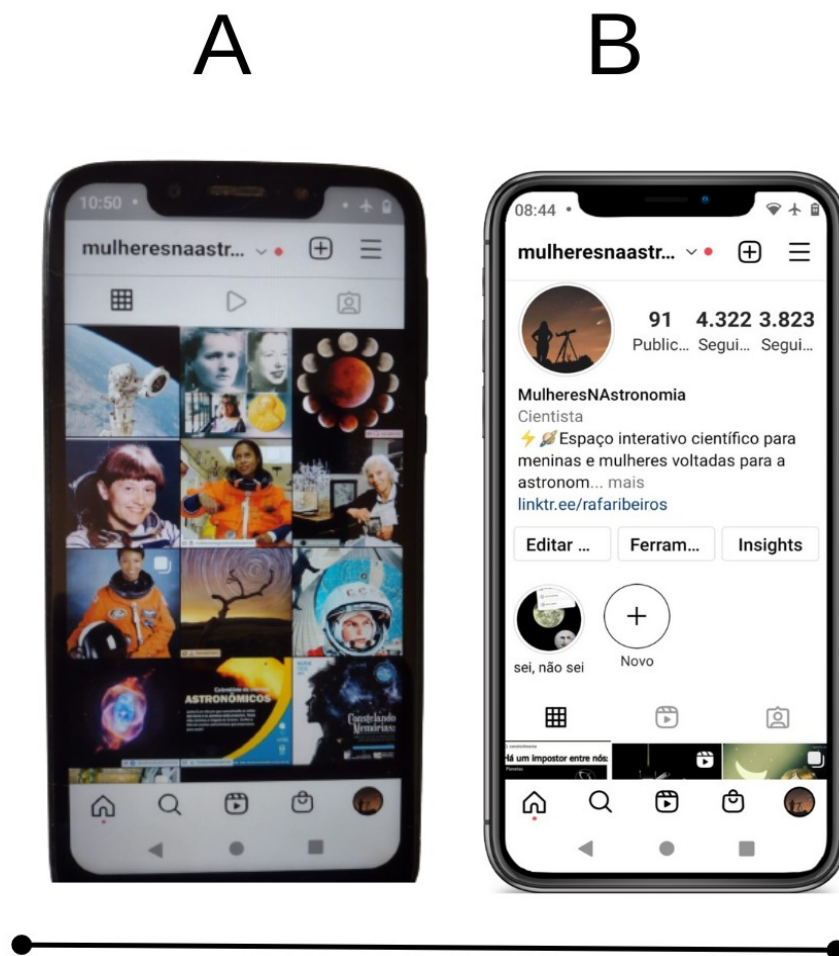 A
B
10:50
mulheresnaastr...
ASTRONÔMICOS
Constelando
Memórias:
08:44
mulheresnaastr...
91 4.322 3.823
Public... Segui... Segui...
MulheresNAstronomia
Cientista
Espaço interativo científico para
meninas e mulheres voltadas para a
astronom... mais
linktr.ee/rafaribeiros
Editar ...
Ferram...
Insights
sei, não sei
Novo
Há um impostor entre nós:
Planetas